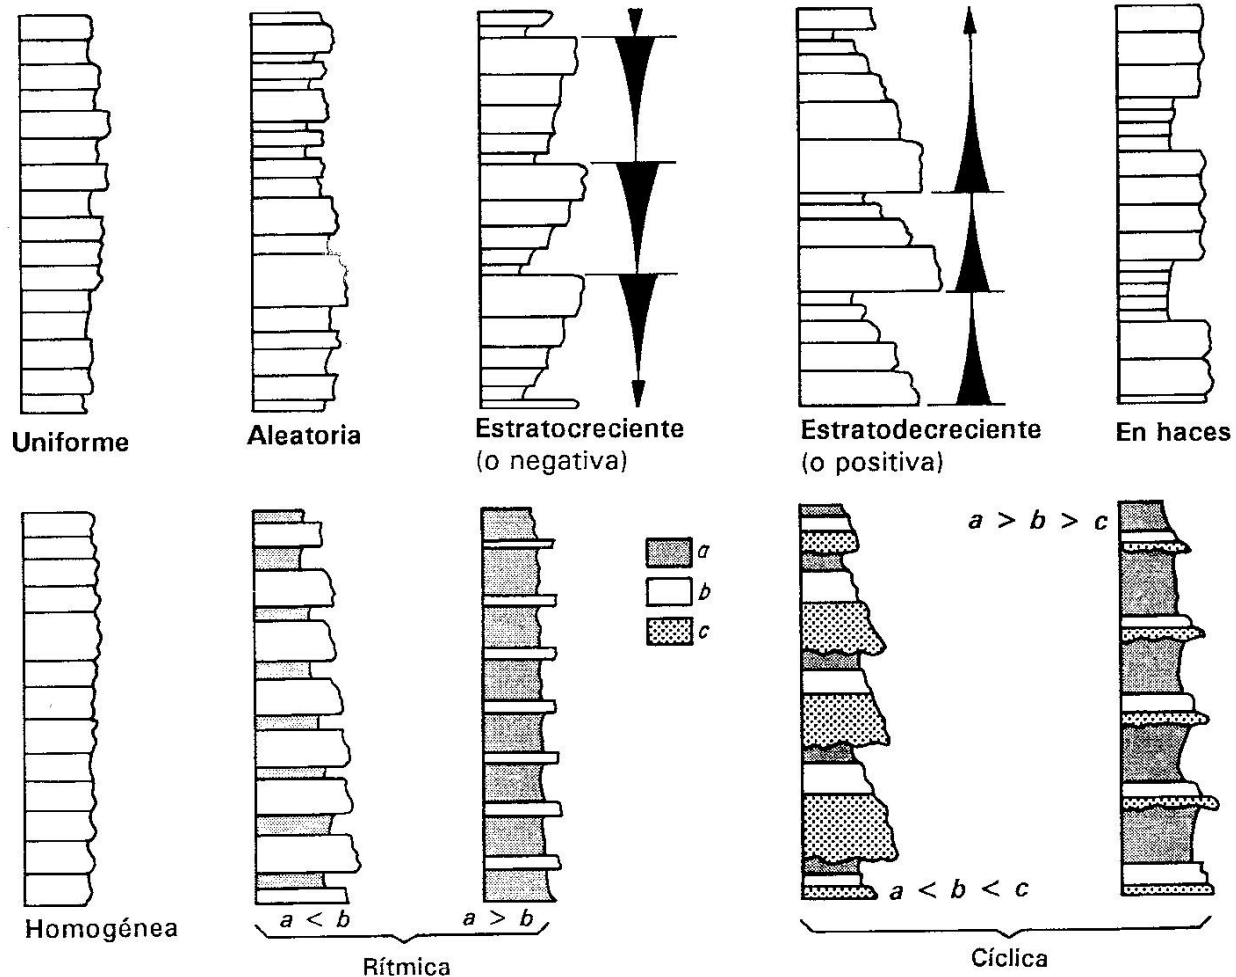 Uniforme
Aleatoria
Estratocreciente
(o negativa)
Estratodecreciente
(o positiva)
En haces
a > b > c
a
b
c
a < b < c
Homogénea
a < b
a > b
Rítmica
Cíclica